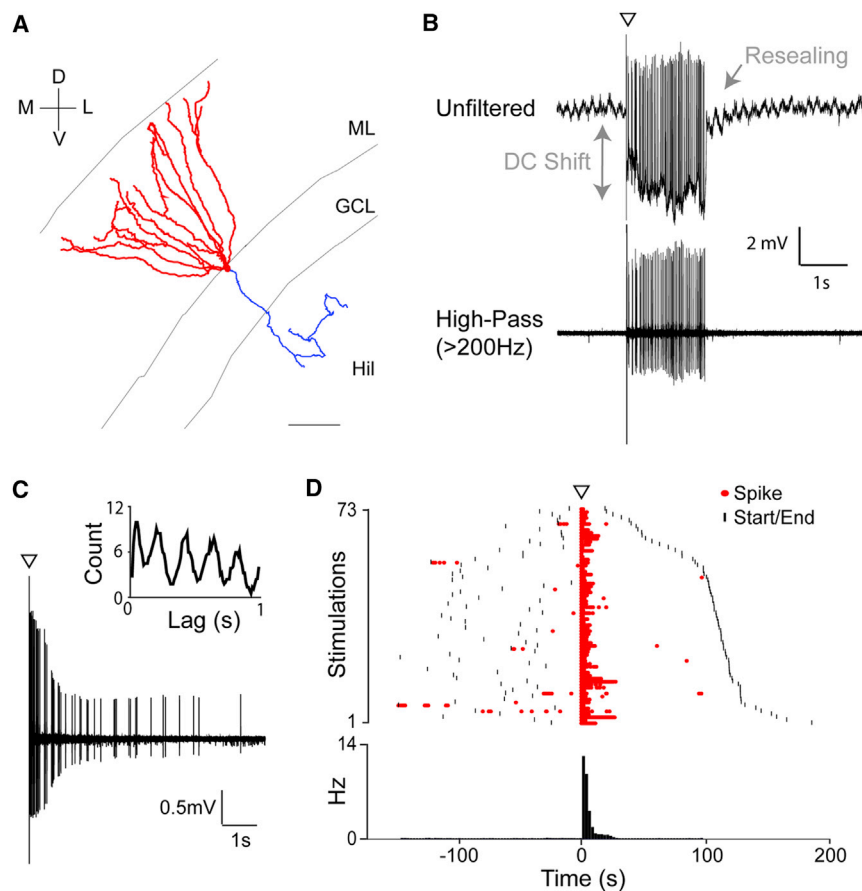 A
D
M L
V
ML
GCL
Hil
B
Unfiltered
Resealing
DC Shift
2 mV
1s
High-Pass
(>200Hz)
C
12
6
0
Count
0 1
Lag (s)
0.5mV
1s
D
73
Stimulations
1
Spike
Start/End
14
Hz
0
-100 0 100 200
Time (s)